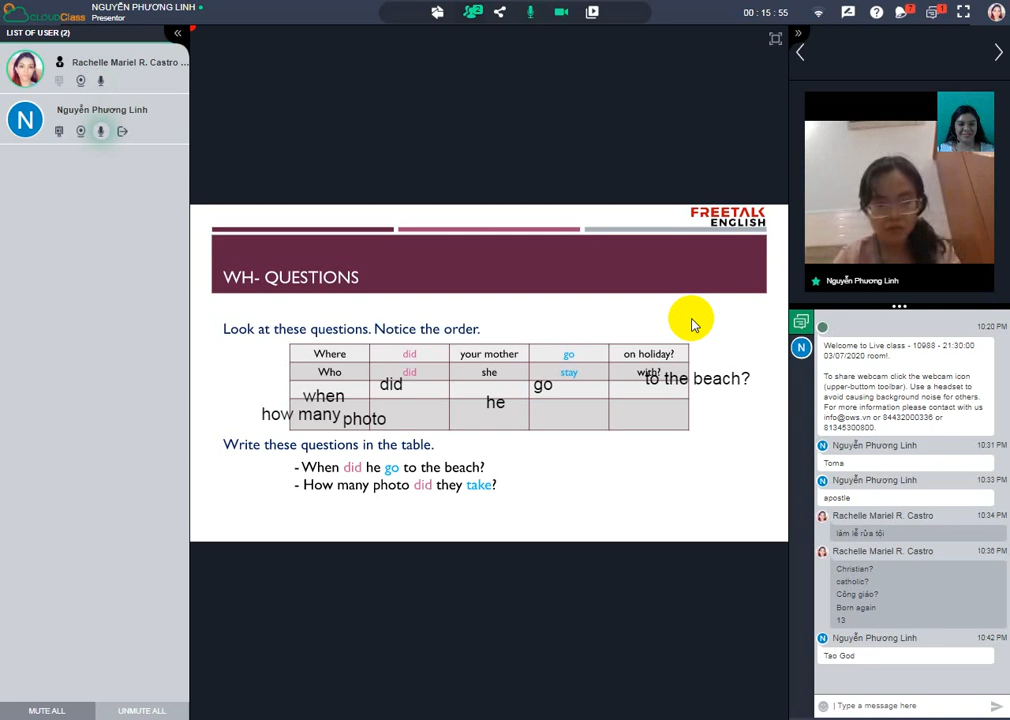 CLOUDClass
NGUYỄN PHƯƠNG LINH
Presentor
00 : 15 : 55
7
1
2
LIST OF USER (2)
Rachelle Mariel R. Castro ...
N
Nguyễn Phương Linh
FREETALK
ENGLISH
WH- QUESTIONS
Look at these questions. Notice the order.
Where did your mother go on holiday?
Who did she stay with?
when did he go to the beach?
how many photo
Write these questions in the table.
- When did he go to the beach?
- How many photo did they take?
Nguyễn Phương Linh
10:20 PM
Welcome to Live class - 10988 - 21:30:00
03/07/2020 room!.
To share webcam click the webcam icon
(upper-buttom toolbar). Use a headset to
avoid causing background noise for others.
For more information please contact with us
info@ows.vn or 84432000336 or
81345300800.
N
Nguyễn Phương Linh 10:31 PM
Toma
N
Nguyễn Phương Linh 10:33 PM
apostle
Rachelle Mariel R. Castro 10:34 PM
làm lễ rửa tội
Rachelle Mariel R. Castro 10:36 PM
Christian?
catholic?
Công giáo?
Born again
13
N
Nguyễn Phương Linh 10:42 PM
Tao God
Type a message here
MUTE ALL
UNMUTE ALL